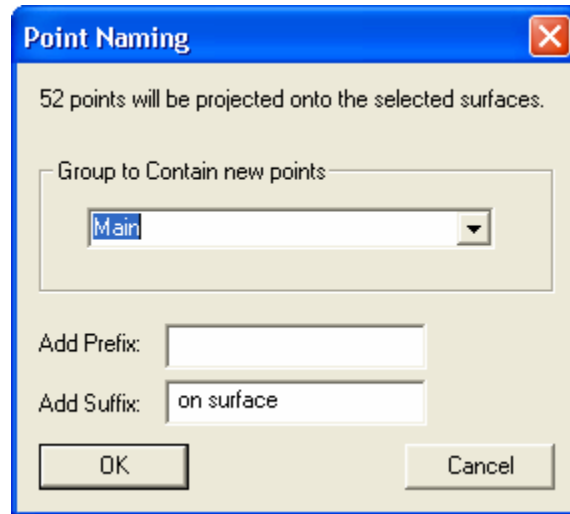 Point Naming
52 points will be projected onto the selected surfaces.
Group to Contain new points
Main
Add Prefix:
Add Suffix: on surface
OK Cancel